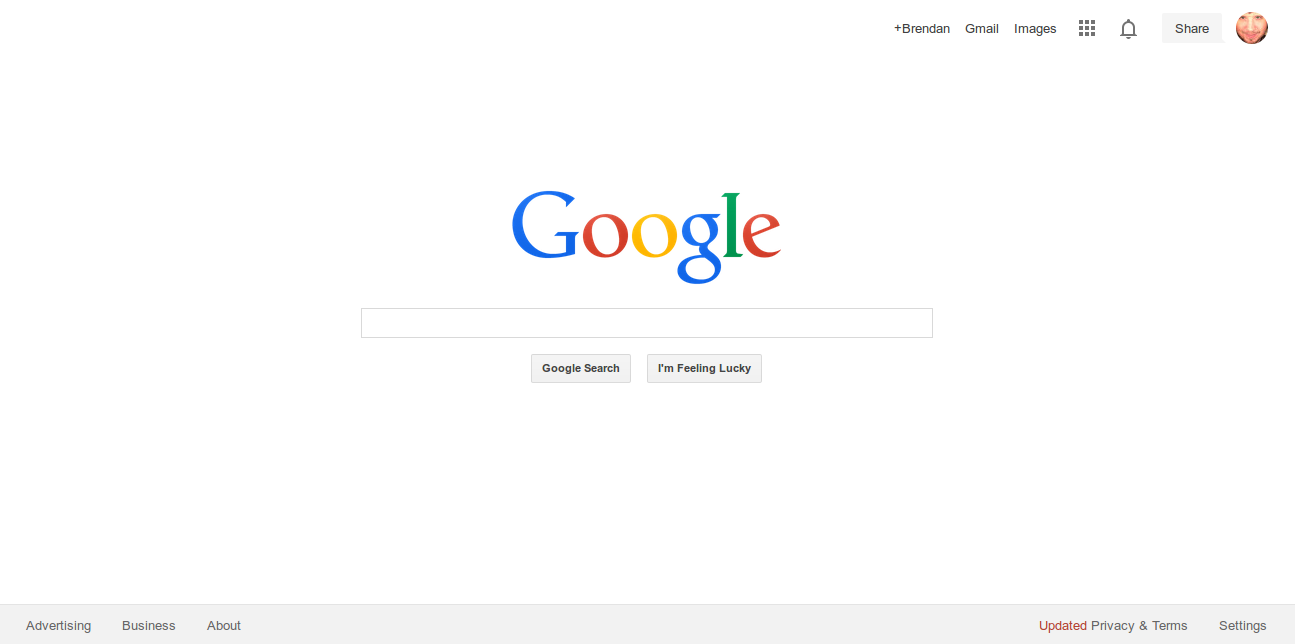 +Brendan Gmail Images Share
Google
Google Search I'm Feeling Lucky
Advertising Business About Updated Privacy & Terms Settings